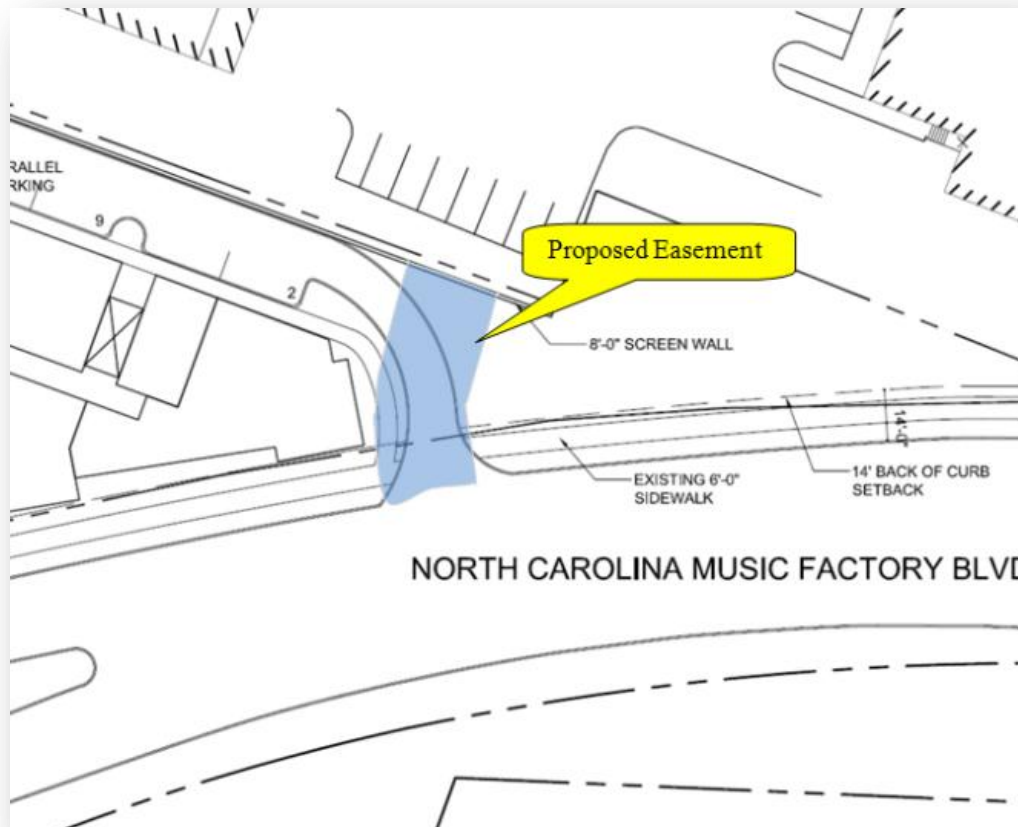 RALLEL
RKING
9
2
Proposed Easement
8'-0" SCREEN WALL
14'-0"
EXISTING 6'-0"
SIDEWALK
14' BACK OF CURB
SETBACK
NORTH CAROLINA MUSIC FACTORY BLVD